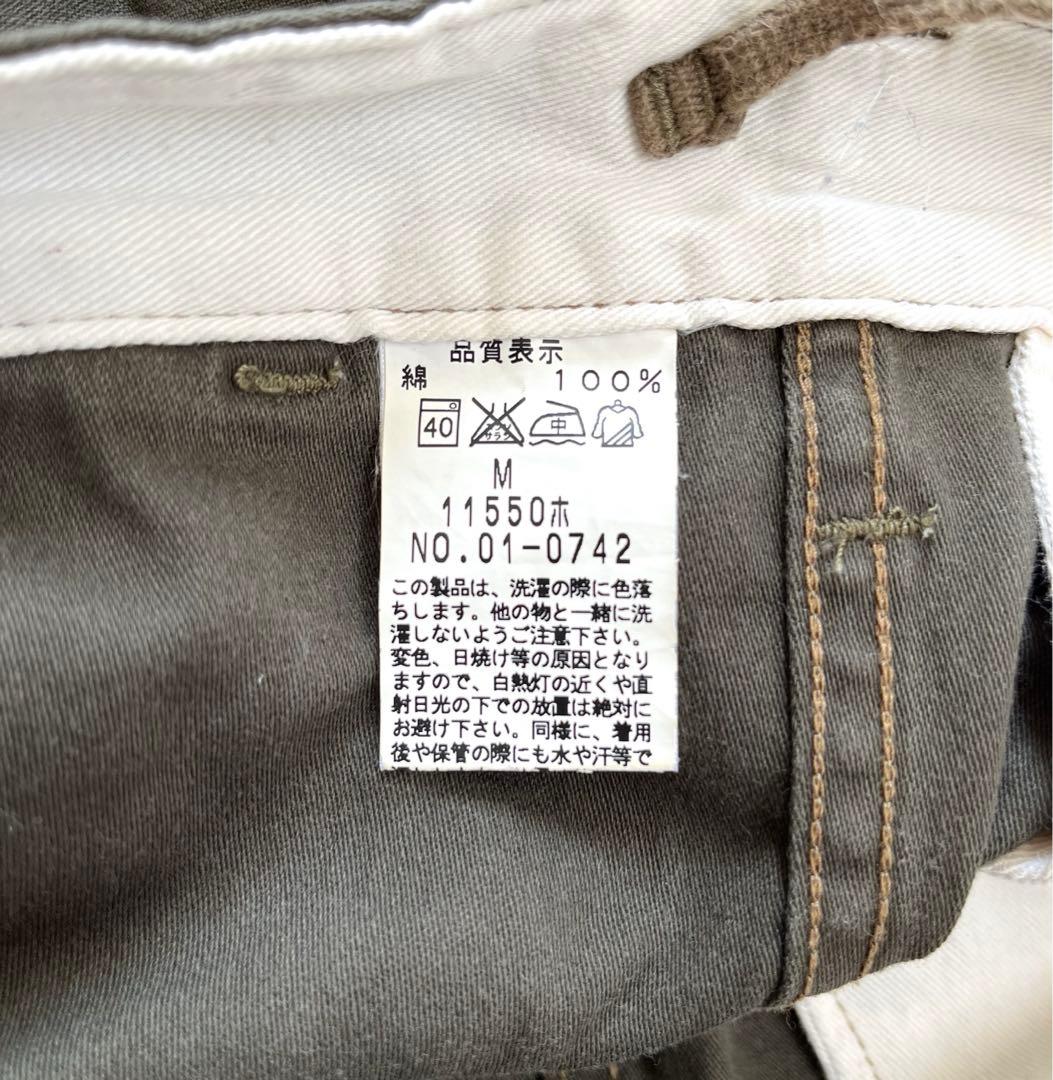 品質表示
綿 100%
40 エンソサラシ 中
M
11550ホ
NO.01-0742
この製品は、洗濯の際に色落
ちします。他の物と一緒に洗
濯しないようご注意下さい。
変色、日焼け等の原因となり
ますので、白熱灯の近くや直
射日光の下での放置は絶対に
お避け下さい。同様に、着用
後や保管の際にも水や汗等で